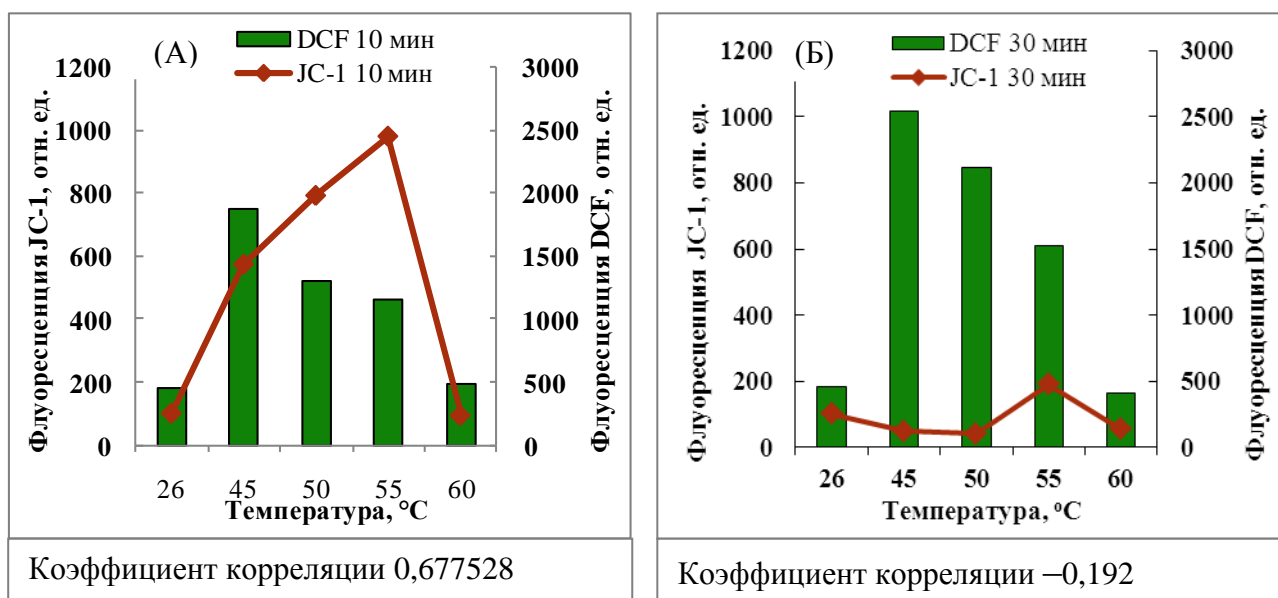 (А)
DCF 10 мин
JC-1 10 мин
Флуоресценция JC-1, отн. ед.
1200
1000
800
600
400
200
0
3000
2500
2000
1500
1000
500
0
Флуоресценция DCF, отн. ед.
26 45 50 55 60
Температура, °C
Коэффициент корреляции 0,677528
(Б)
DCF 30 мин
JC-1 30 мин
Флуоресценция JC-1, отн. ед.
1200
1000
800
600
400
200
0
3000
2500
2000
1500
1000
500
0
Флуоресценция DCF, отн. ед.
26 45 50 55 60
Температура, °C
Коэффициент корреляции –0,192